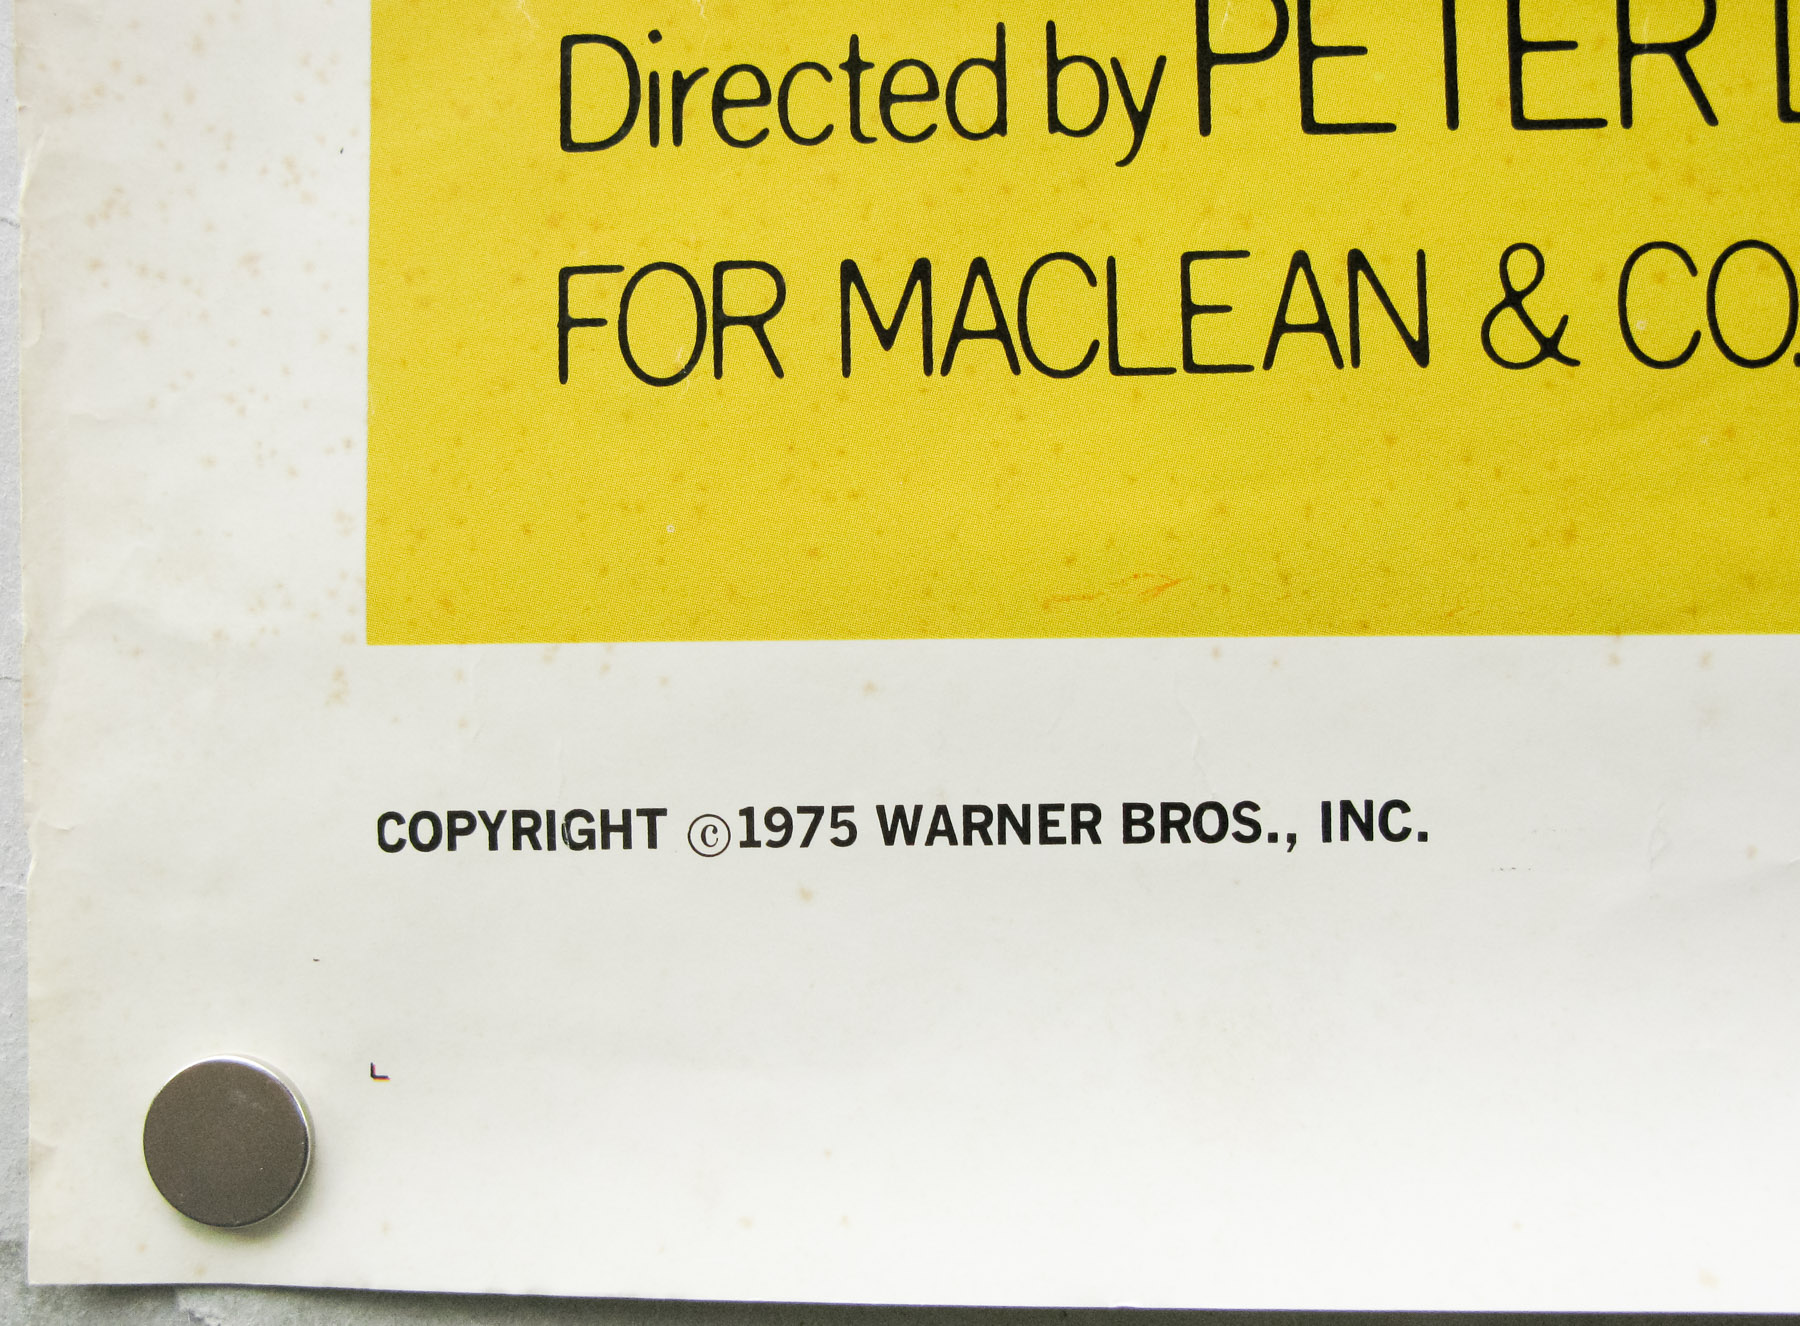 Directed by PETER
FOR MACLEAN & CO.
COPYRIGHT ©1975 WARNER BROS., INC.